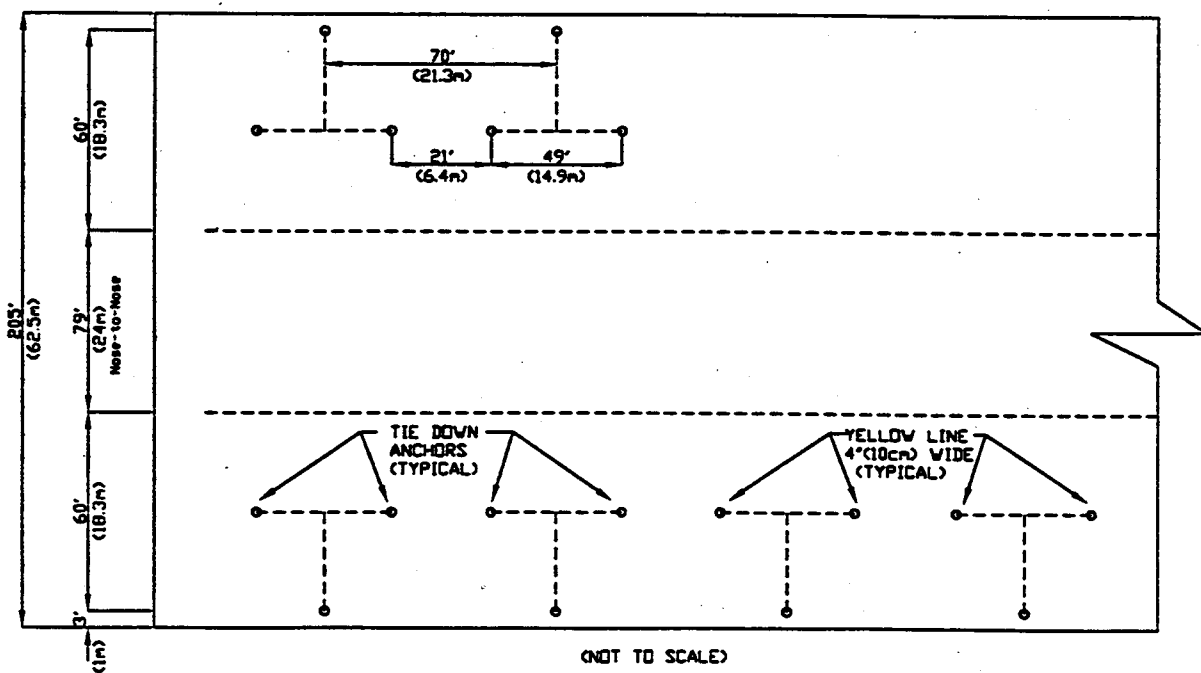 70'
(21.3m)
60'
(18.3m)
21'
(6.4m)
49'
(14.9m)
205'
(62.5m)
79'
(24m)
Nose-to-Nose
TIE DOWN
ANCHORS
(TYPICAL)
YELLOW LINE
4"(10cm) WIDE
(TYPICAL)
60'
(18.3m)
3'
(1m)
(NOT TO SCALE)